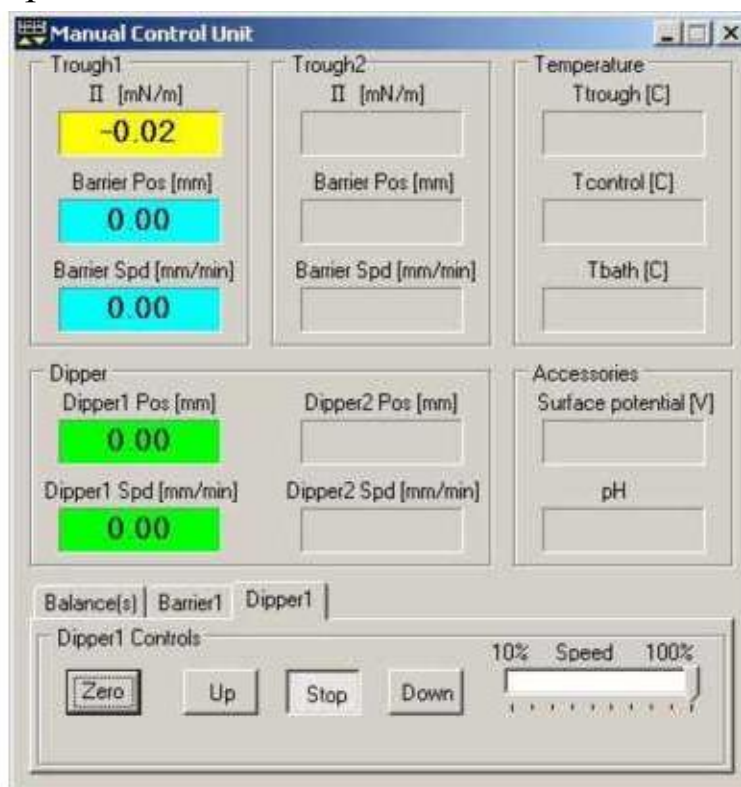 Manual Control Unit
Trough1 Trough2 Temperature
Π [mN/m] Π [mN/m] Ttrough [C]
-0.02
Barrier Pos [mm] Barrier Pos [mm] Tcontrol [C]
0.00
Barrier Spd [mm/min] Barrier Spd [mm/min] Tbath [C]
0.00
Dipper Accessories
Dipper1 Pos [mm] Dipper2 Pos [mm] Surface potential [V]
0.00
Dipper1 Spd [mm/min] Dipper2 Spd [mm/min] pH
0.00
Balance(s) Barrier1 Dipper1
Dipper1 Controls
10% Speed 100%
Zero Up Stop Down